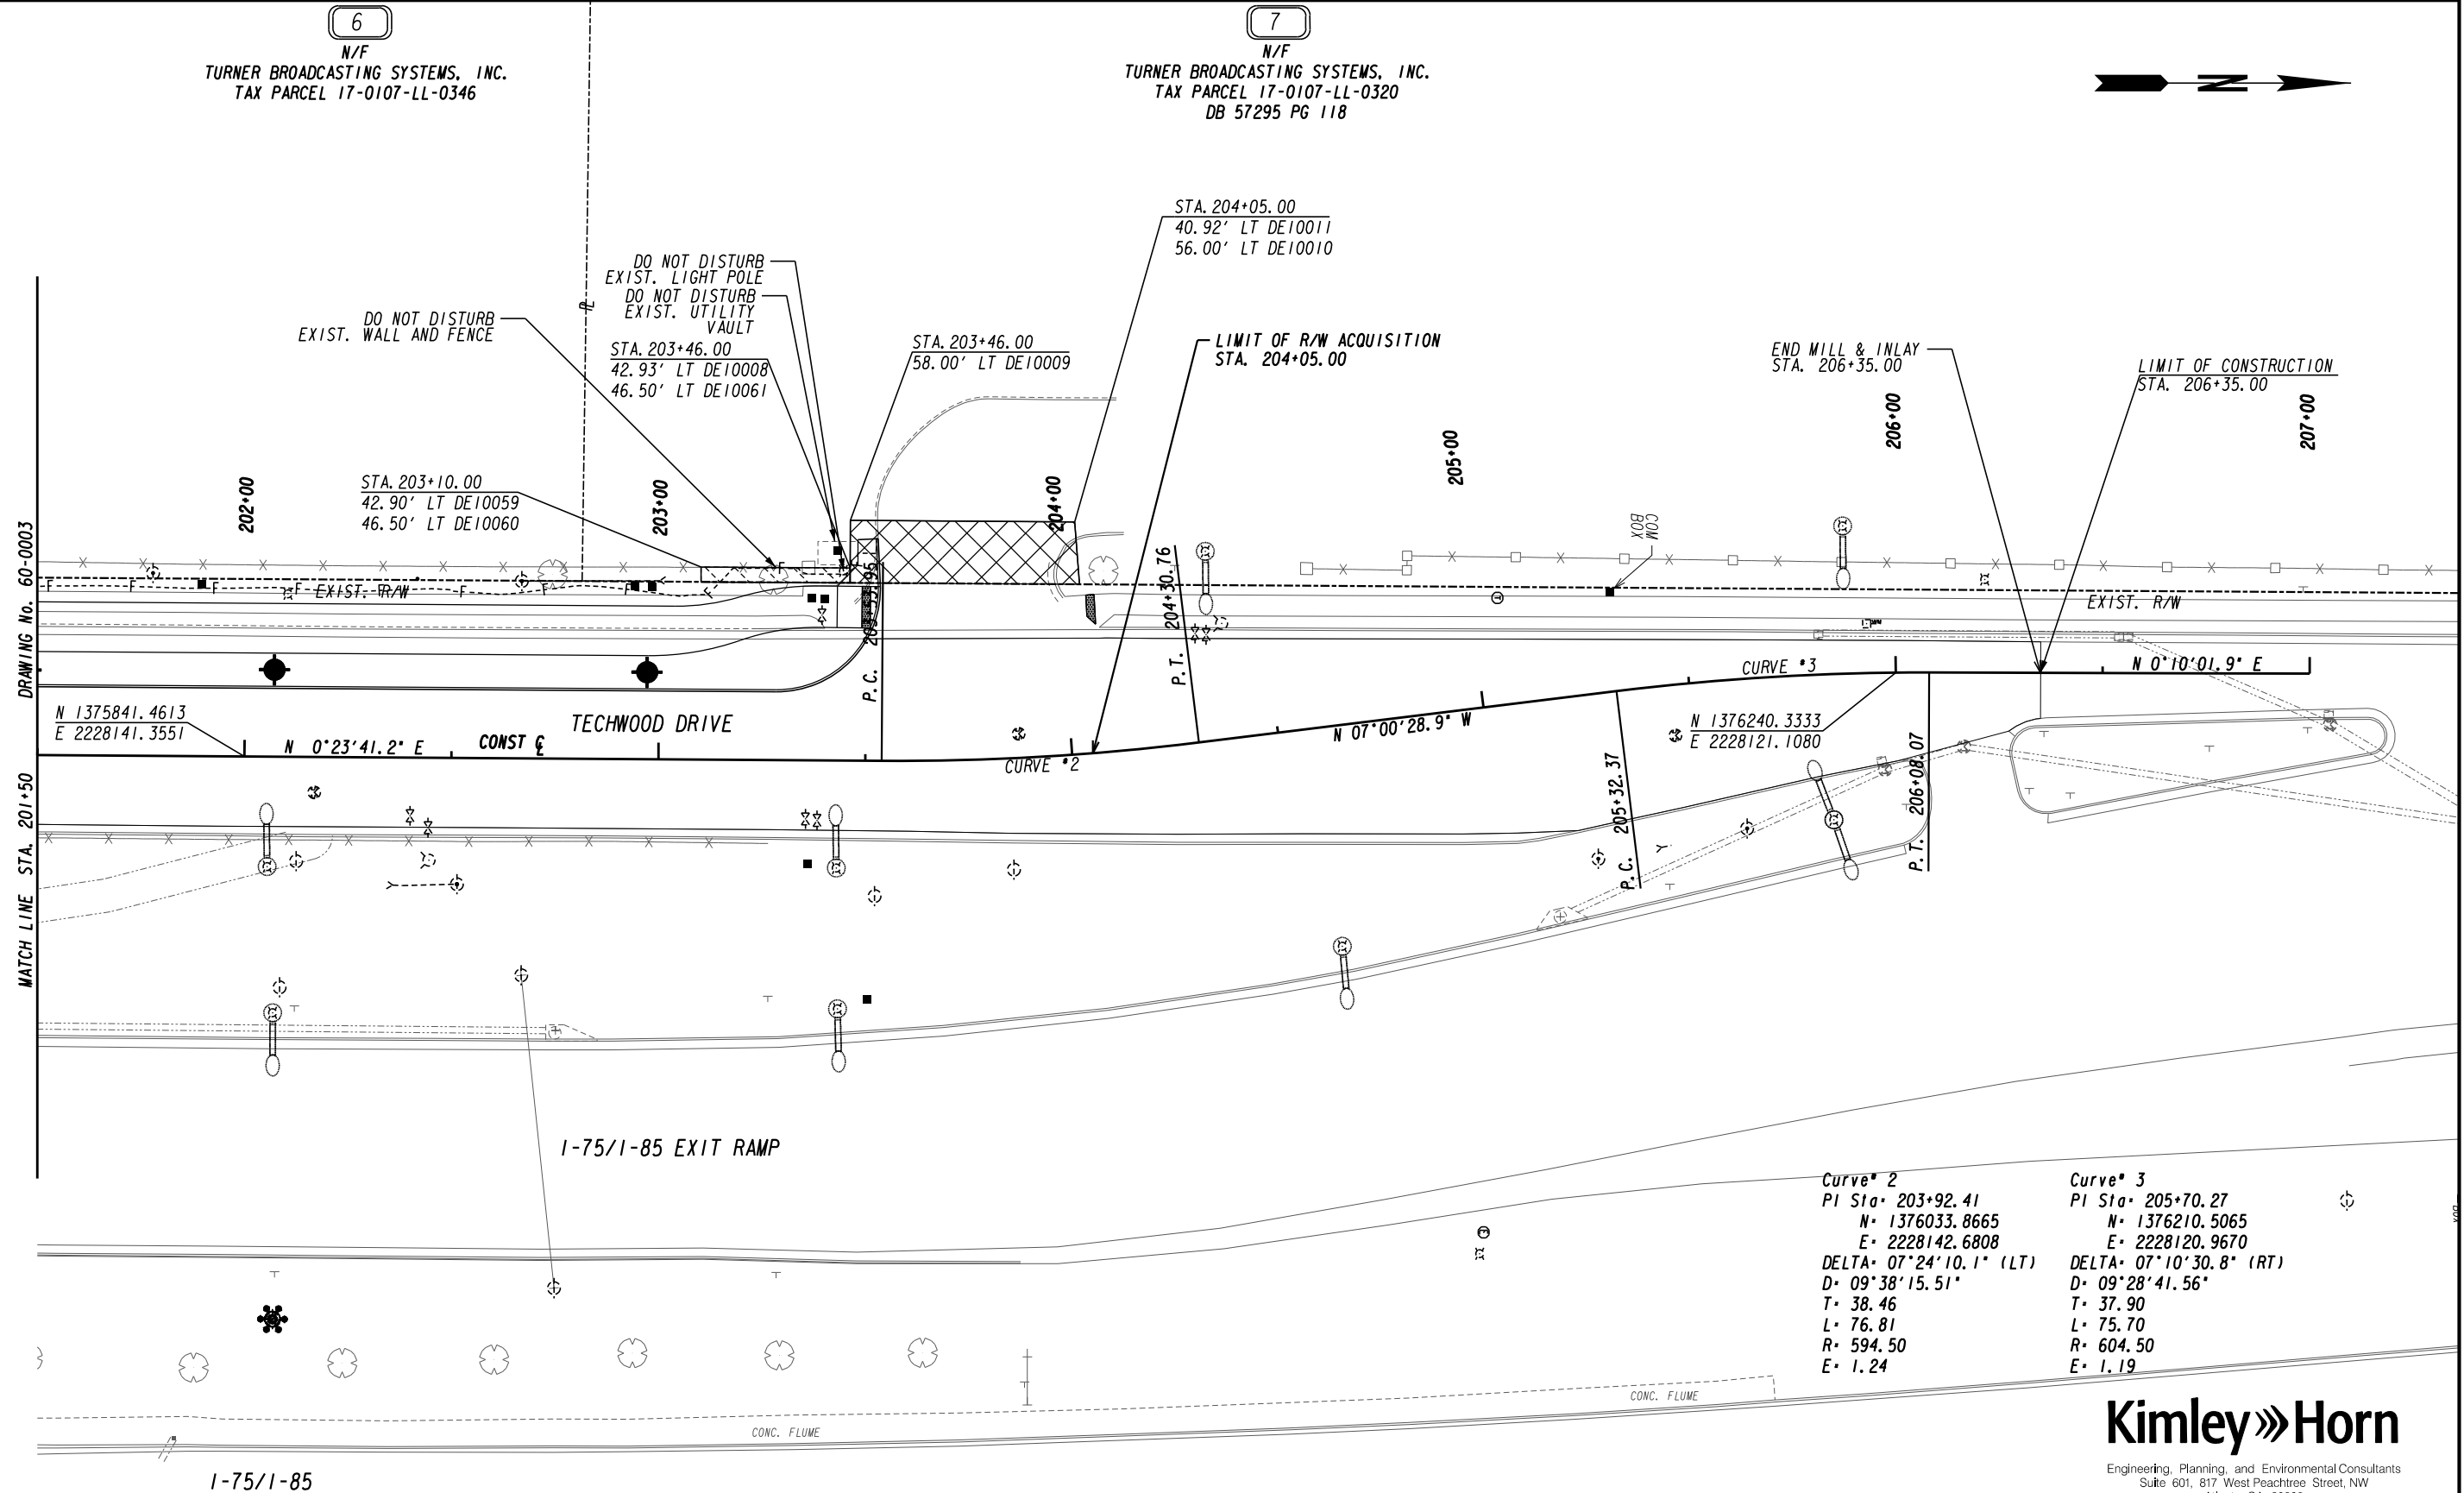 6
N/F
TURNER BROADCASTING SYSTEMS, INC.
TAX PARCEL 17-0107-LL-0346
7
N/F
TURNER BROADCASTING SYSTEMS, INC.
TAX PARCEL 17-0107-LL-0320
DB 57295 PG 118
N
STA. 204+05.00
40.92' LT DE10011
56.00' LT DE10010
DO NOT DISTURB
EXIST. LIGHT POLE
DO NOT DISTURB
EXIST. UTILITY
VAULT
DO NOT DISTURB
EXIST. WALL AND FENCE
STA. 203+46.00
42.93' LT DE10008
46.50' LT DE10061
STA. 203+46.00
58.00' LT DE10009
LIMIT OF R/W ACQUISITION
STA. 204+05.00
END MILL & INLAY
STA. 206+35.00
LIMIT OF CONSTRUCTION
STA. 206+35.00
STA. 203+10.00
42.90' LT DE10059
46.50' LT DE10060
202+00
203+00
204+00
205+00
206+00
207+00
COM
BOX
EXIST. R/W
EXIST. R/W
P.C. 203+53.95
P.T. 204+30.76
P.C. 205+32.37
P.T. 206+08.07
MATCH LINE STA. 201+50 DRAWING No. 60-0003
N 1375841.4613
E 2228141.3551
N 0°23'41.2" E
CONST ℄
TECHWOOD DRIVE
CURVE #2
N 07°00'28.9" W
CURVE #3
N 0°10'01.9" E
N 1376240.3333
E 2228121.1080
I-75/I-85 EXIT RAMP
Curve# 2
PI Sta= 203+92.41
N= 1376033.8665
E= 2228142.6808
DELTA= 07°24'10.1" (LT)
D= 09°38'15.51"
T= 38.46
L= 76.81
R= 594.50
E= 1.24
Curve# 3
PI Sta= 205+70.27
N= 1376210.5065
E= 2228120.9670
DELTA= 07°10'30.8" (RT)
D= 09°28'41.56"
T= 37.90
L= 75.70
R= 604.50
E= 1.19
CONC. FLUME
CONC. FLUME
I-75/I-85
Kimley»Horn
Engineering, Planning, and Environmental Consultants
Suite 601, 817 West Peachtree Street, NW